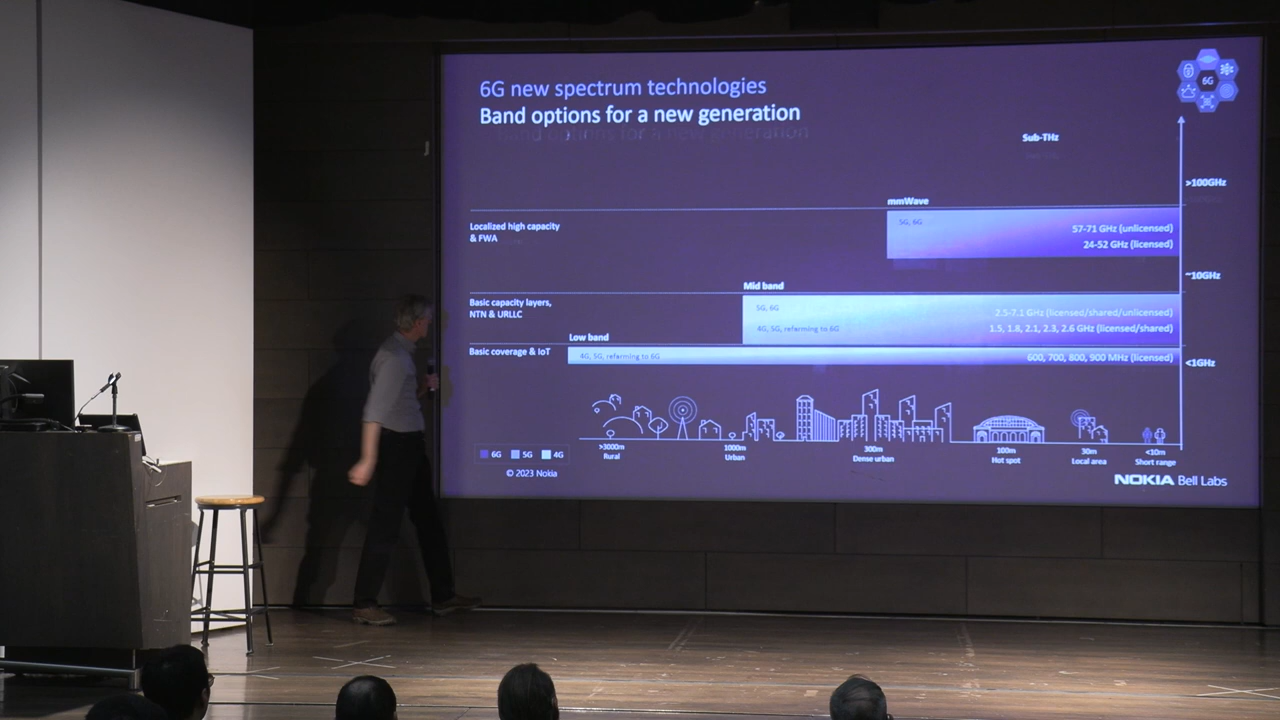 6G new spectrum technologies
Band options for a new generation
6G
Sub-THz
>100GHz
mmWave
Localized high capacity
& FWA
5G, 6G
57-71 GHz (unlicensed)
24-52 GHz (licensed)
~10GHz
Mid band
Basic capacity layers,
NTN & URLLC
5G, 6G
2.5-7.1 GHz (licensed/shared/unlicensed)
4G, 5G, refarming to 6G
1.5, 1.8, 2.1, 2.3, 2.6 GHz (licensed/shared)
Low band
Basic coverage & IoT
4G, 5G, refarming to 6G
600, 700, 800, 900 MHz (licensed)
<1GHz
>3000m
Rural
1000m
Urban
300m
Dense urban
100m
Hot spot
30m
Local area
<10m
Short range
6G 5G 4G
© 2023 Nokia
NOKIA Bell Labs